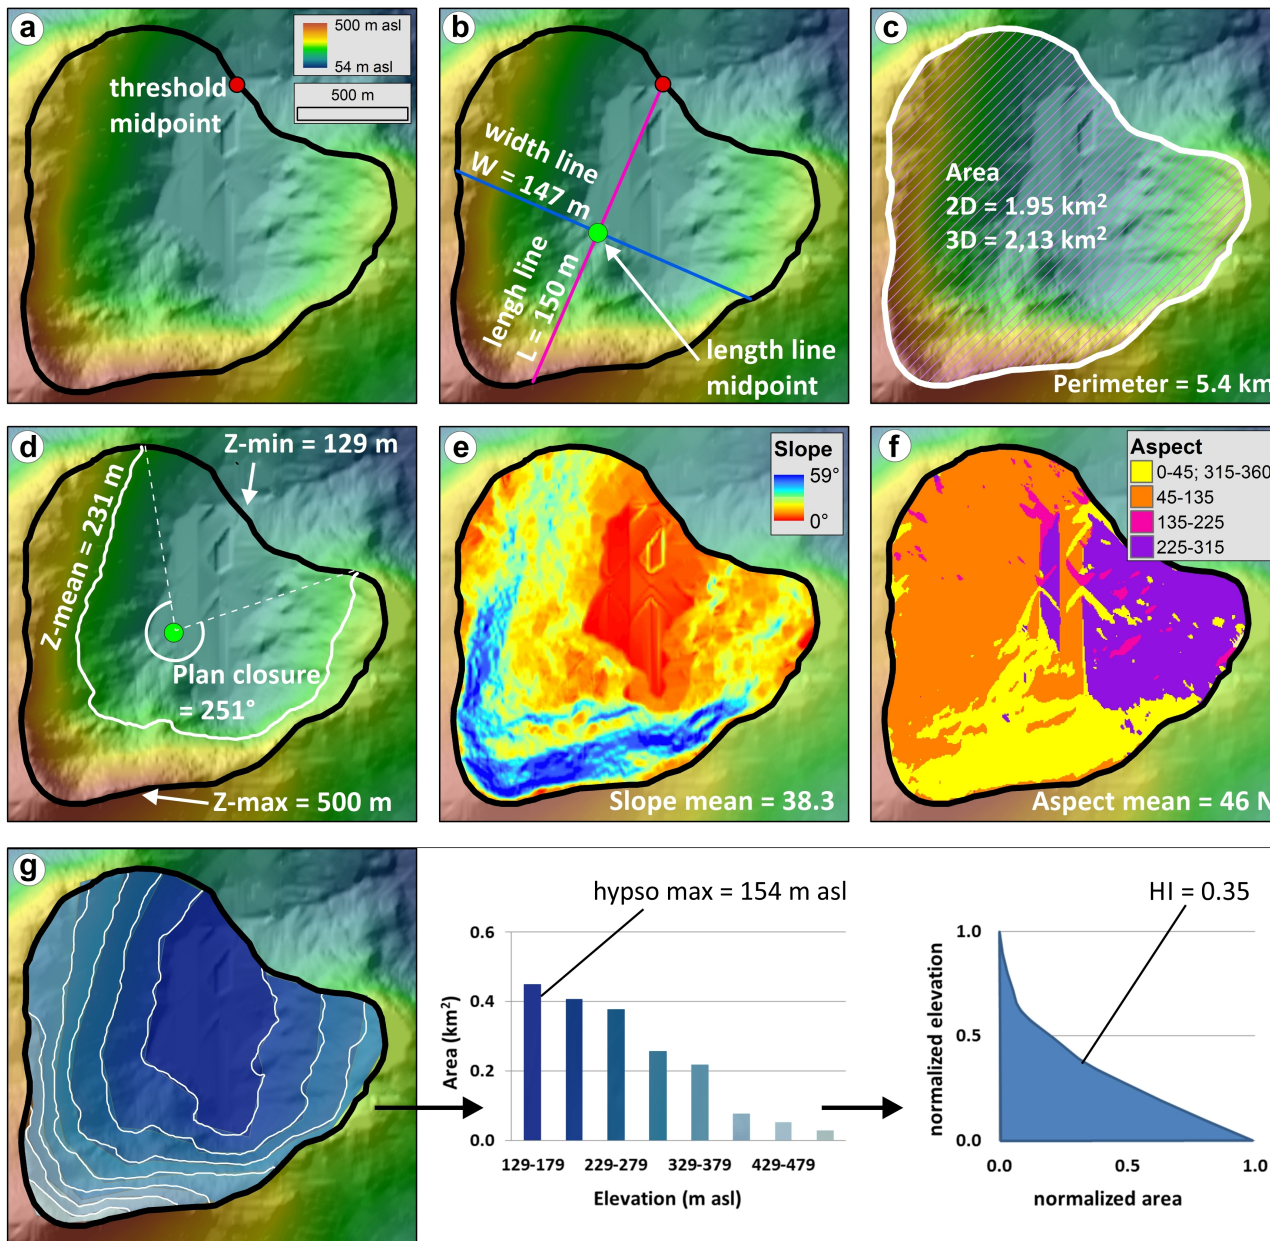 a
500 m asl
54 m asl
500 m
threshold
midpoint
b
width line
W = 147 m
lengh line
L = 150 m
length line
midpoint
c
Area
2D = 1.95 km²
3D = 2,13 km²
Perimeter = 5.4 km
d
Z-min = 129 m
Z-mean = 231 m
Plan closure
= 251°
Z-max = 500 m
e
Slope
59°
0°
Slope mean = 38.3
f
Aspect
0-45; 315-360
45-135
135-225
225-315
Aspect mean = 46 N
g
hypso max = 154 m asl
0.6
0.4
0.2
0.0
Area (km²)
129-179 229-279 329-379 429-479
Elevation (m asl)
HI = 0.35
1.0
0.5
0.0
normalized elevation
0.0 0.5 1.0
normalized area